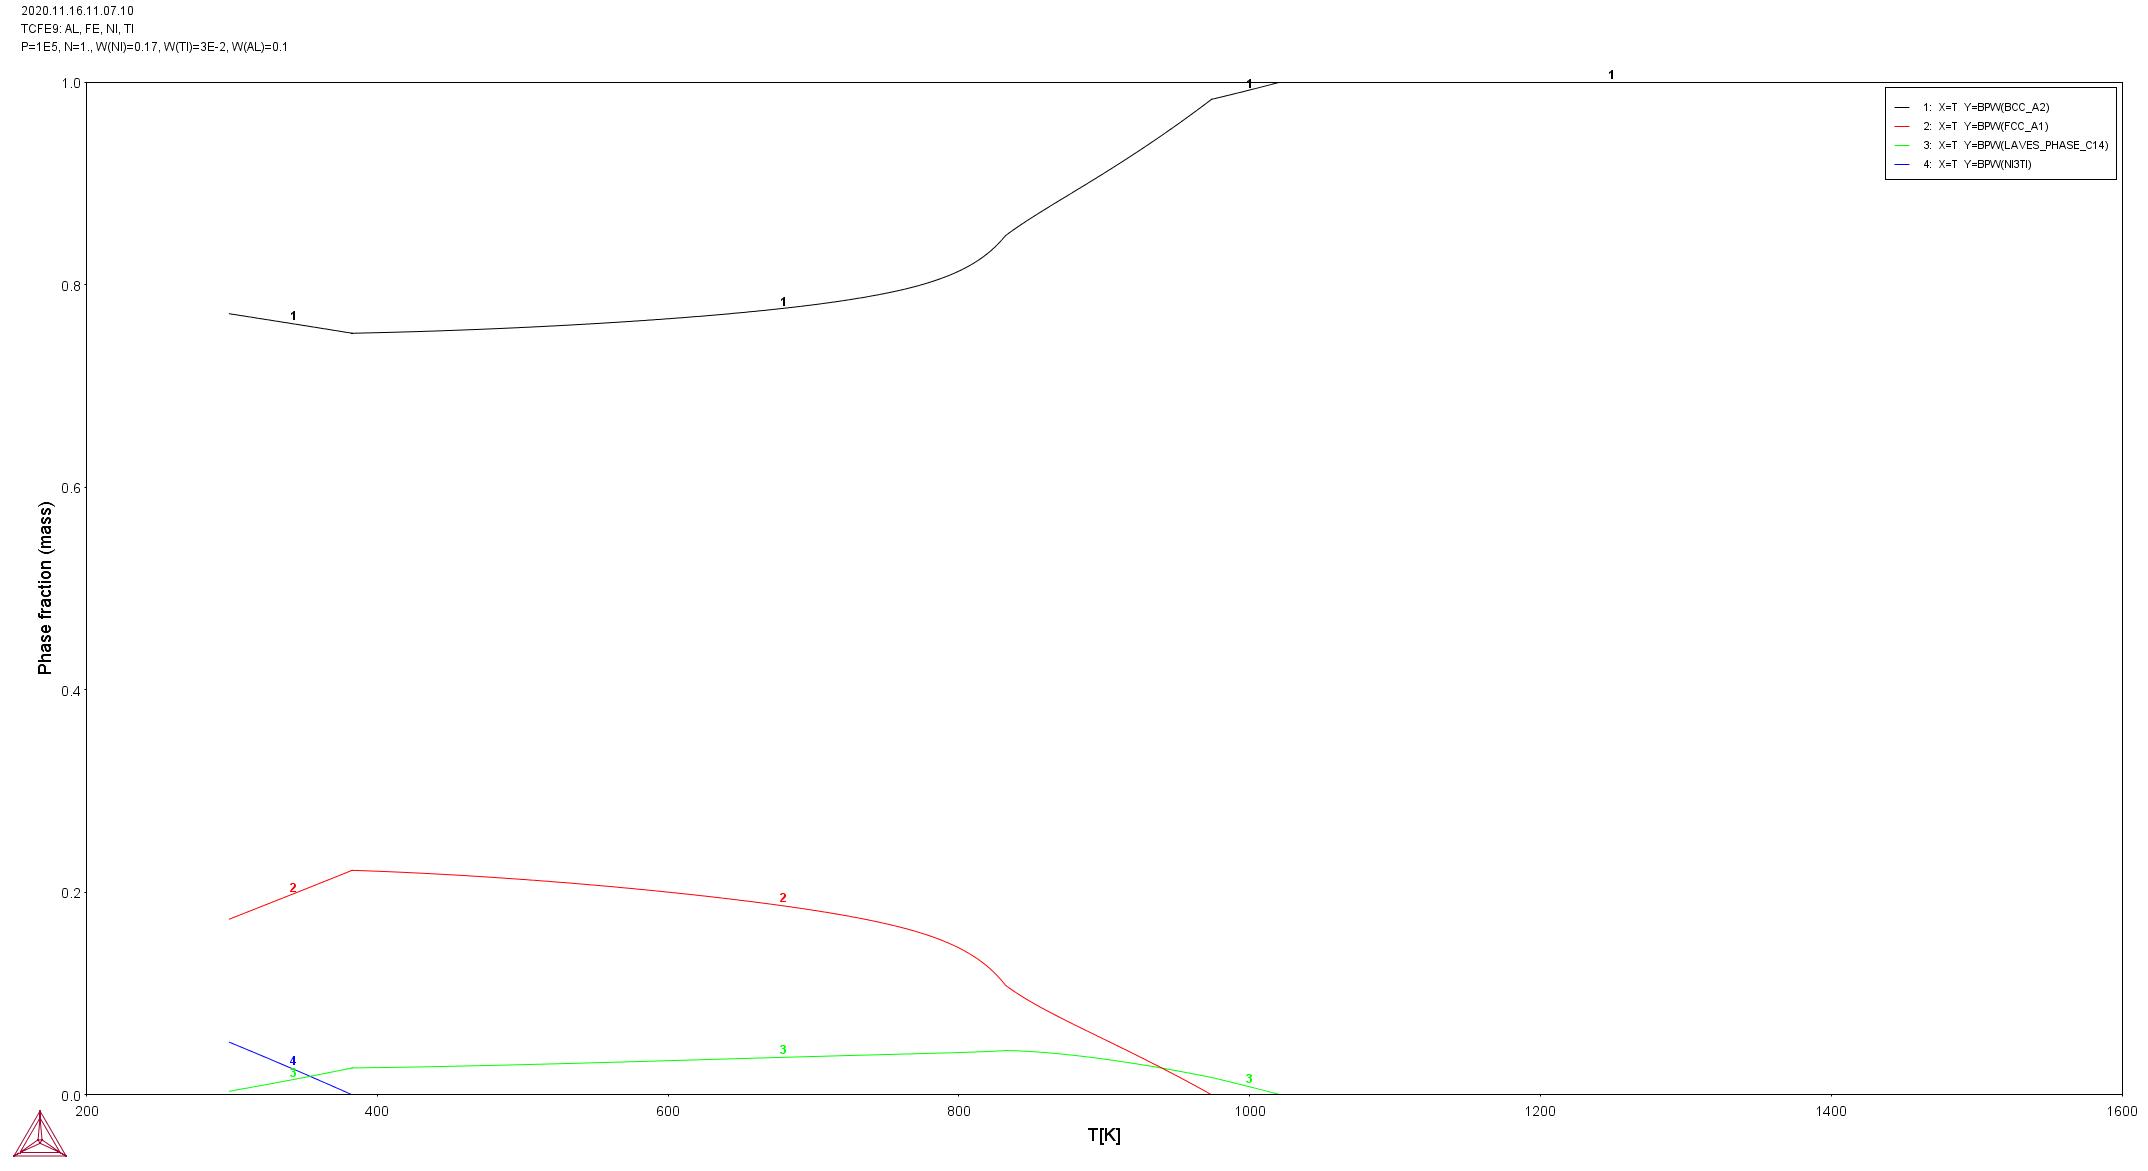 2020.11.16.11.07.10
TCFE9: AL, FE, NI, TI
P=1E5, N=1., W(NI)=0.17, W(TI)=3E-2, W(AL)=0.1
1
1
1.0
1: X=T Y=BPW(BCC_A2)
2: X=T Y=BPW(FCC_A1)
3: X=T Y=BPW(LAVES_PHASE_C14)
4: X=T Y=BPW(NI3TI)
0.8
1
1
0.6
Phase fraction (mass)
0.4
0.2
2
2
3
4
3
3
0.0
200 400 600 800 1000 1200 1400 1600
T[K]